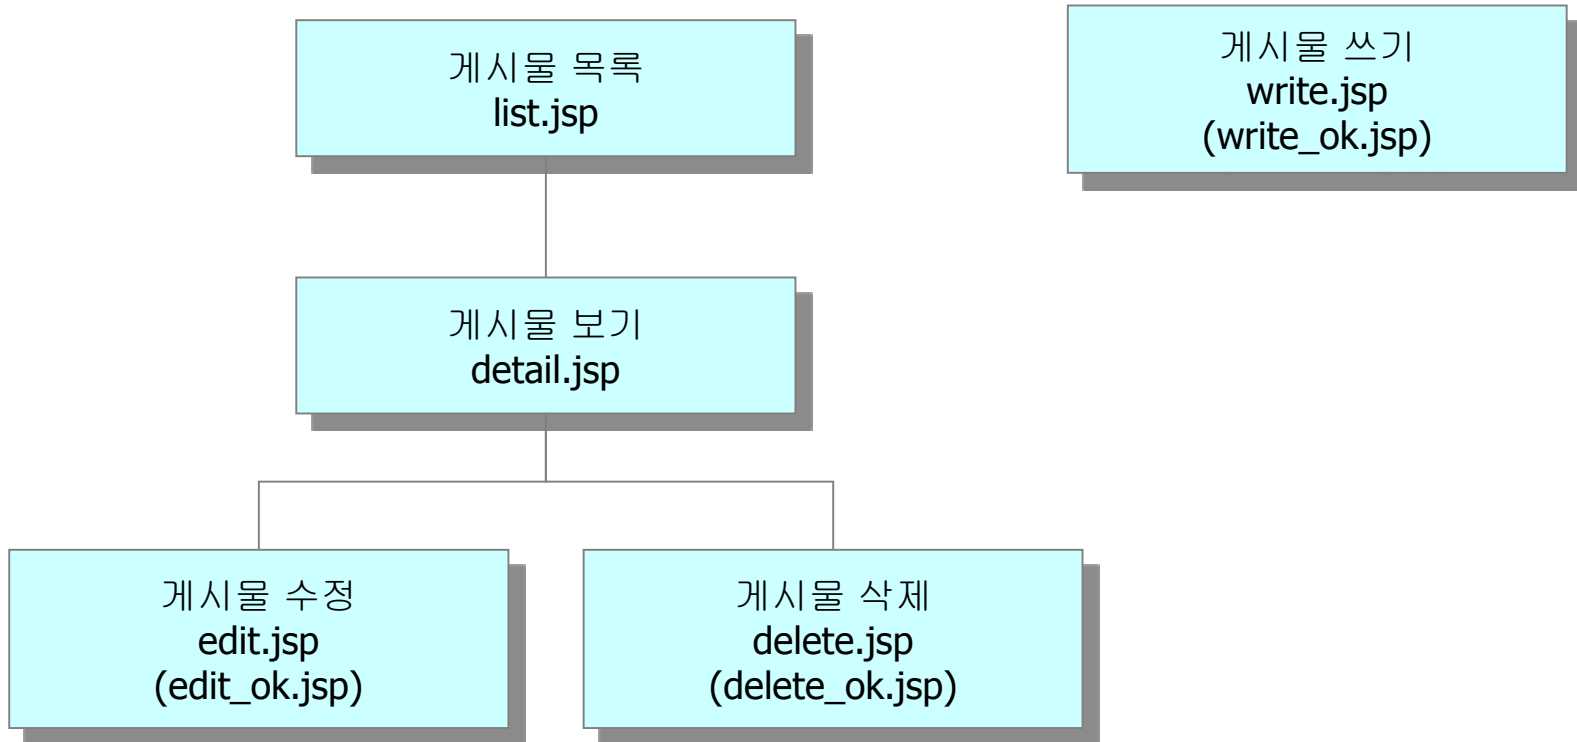 게시물 목록
list.jsp
게시물 쓰기
write.jsp
(write_ok.jsp)
게시물 보기
detail.jsp
게시물 수정
edit.jsp
(edit_ok.jsp)
게시물 삭제
delete.jsp
(delete_ok.jsp)